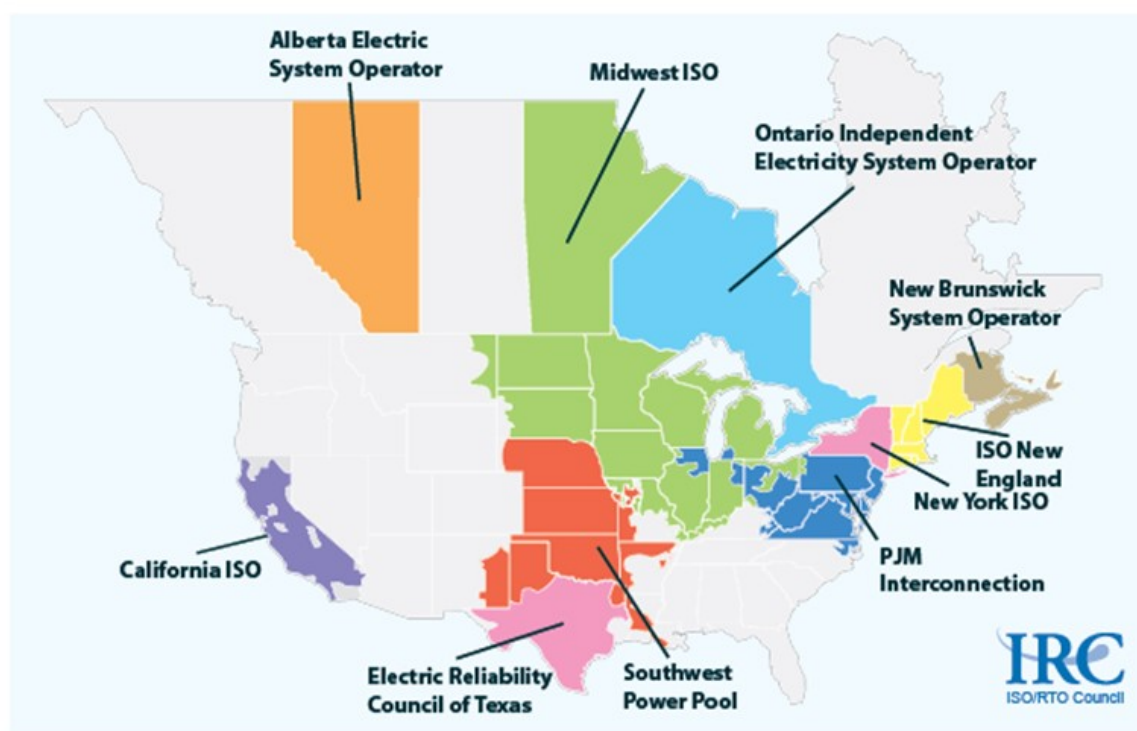 Alberta Electric
System Operator
Midwest ISO
Ontario Independent
Electricity System Operator
New Brunswick
System Operator
ISO New
England
New York ISO
California ISO
PJM
Interconnection
Electric Reliability
Council of Texas
Southwest
Power Pool
IRC
ISO/RTO Council